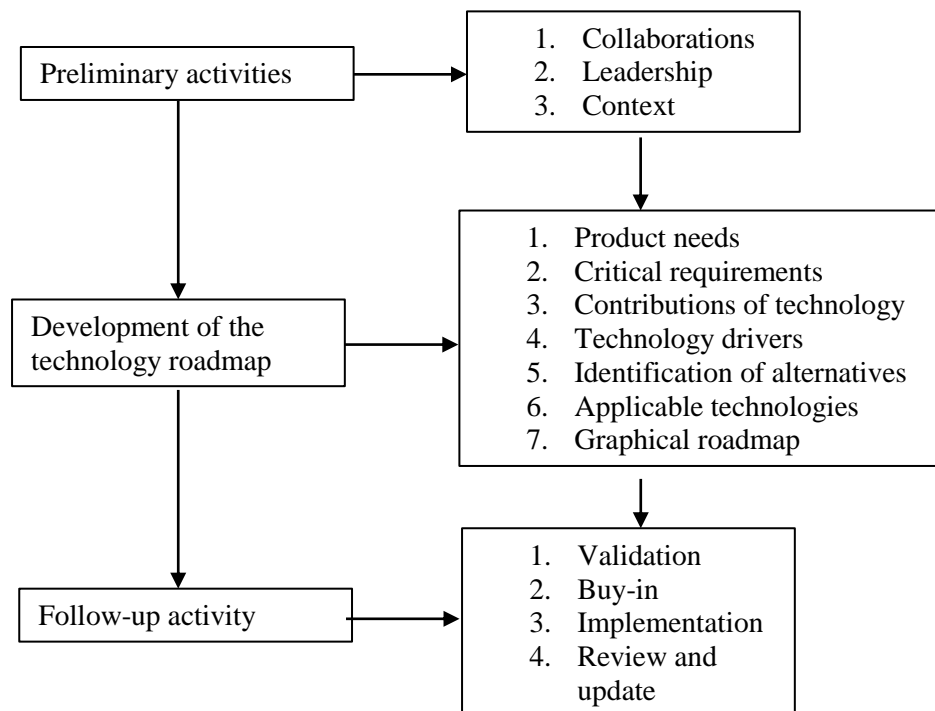 Preliminary activities
1. Collaborations
2. Leadership
3. Context
Development of the
technology roadmap
1. Product needs
2. Critical requirements
3. Contributions of technology
4. Technology drivers
5. Identification of alternatives
6. Applicable technologies
7. Graphical roadmap
Follow-up activity
1. Validation
2. Buy-in
3. Implementation
4. Review and
update